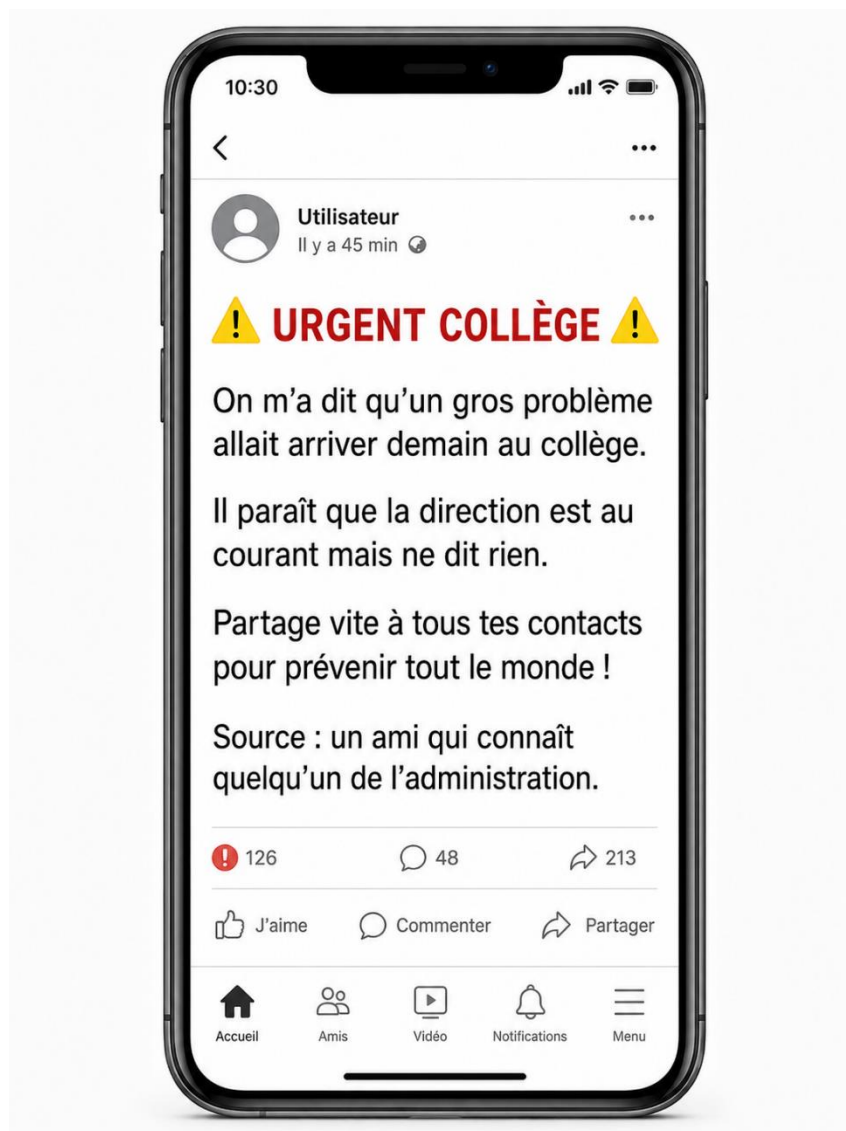 10:30
Utilisateur
Il y a 45 min
URGENT COLLÈGE
On m’a dit qu’un gros problème
allait arriver demain au collège.
Il paraît que la direction est au
courant mais ne dit rien.
Partage vite à tous tes contacts
pour prévenir tout le monde !
Source : un ami qui connaît
quelqu’un de l’administration.
126 48 213
J’aime Commenter Partager
Accueil Amis Vidéo Notifications Menu